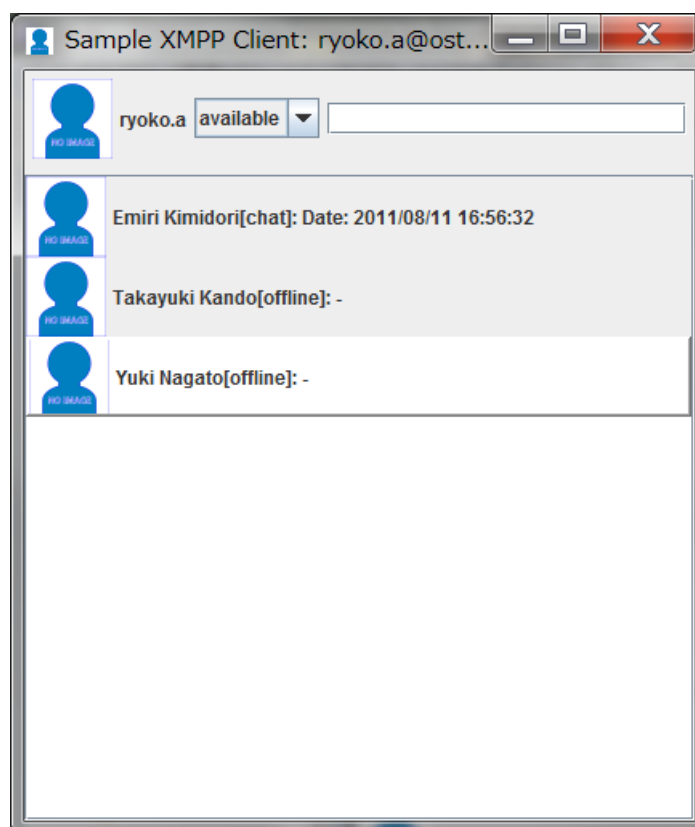 Sample XMPP Client: ryoko.a@ost...
NO IMAGE
ryoko.a available
NO IMAGE
Emiri Kimidori[chat]: Date: 2011/08/11 16:56:32
NO IMAGE
Takayuki Kando[offline]: -
NO IMAGE
Yuki Nagato[offline]: -